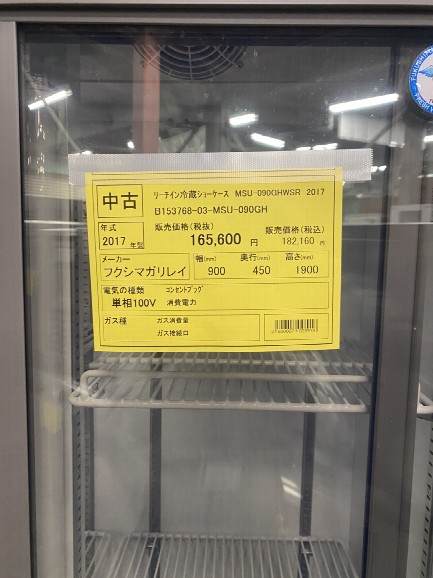 中古
リーチイン冷蔵ショーケース MSU-090GHWSR 2017
B153768-03-MSU-090GH
年式
2017 年型
販売価格(税抜)
165,600 円
販売価格(税込)
182,160 円
メーカー
フクシマガリレイ
幅(mm)
900
奥行(mm)
450
高さ(mm)
1900
電気の種類 コンセントプラグ
単相100V 消費電力
ガス種 ガス消費量
ガス接続口